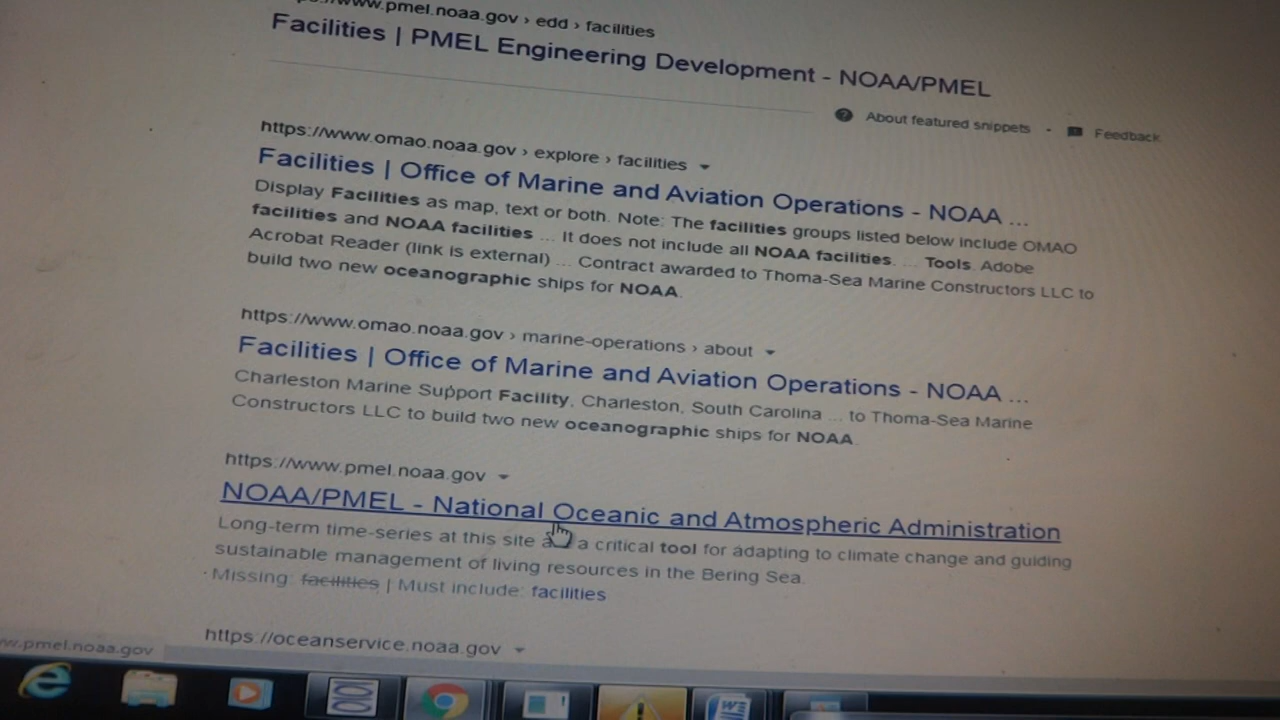 www.pmel.noaa.gov › edd › facilities
Facilities | PMEL Engineering Development - NOAA/PMEL
About featured snippets · Feedback
https://www.omao.noaa.gov › explore › facilities
Facilities | Office of Marine and Aviation Operations - NOAA ...
Display Facilities as map, text or both. Note: The facilities groups listed below include OMAO
facilities and NOAA facilities ... It does not include all NOAA facilities. ... Tools. Adobe
Acrobat Reader (link is external) ... Contract awarded to Thoma-Sea Marine Constructors LLC to
build two new oceanographic ships for NOAA.
https://www.omao.noaa.gov › marine-operations › about
Facilities | Office of Marine and Aviation Operations - NOAA ...
Charleston Marine Support Facility, Charleston, South Carolina ... to Thoma-Sea Marine
Constructors LLC to build two new oceanographic ships for NOAA.
https://www.pmel.noaa.gov
NOAA/PMEL - National Oceanic and Atmospheric Administration
Long-term time-series at this site a critical tool for adapting to climate change and guiding
sustainable management of living resources in the Bering Sea.
Missing: facilities | Must include: facilities
https://oceanservice.noaa.gov
w.pmel.noaa.gov